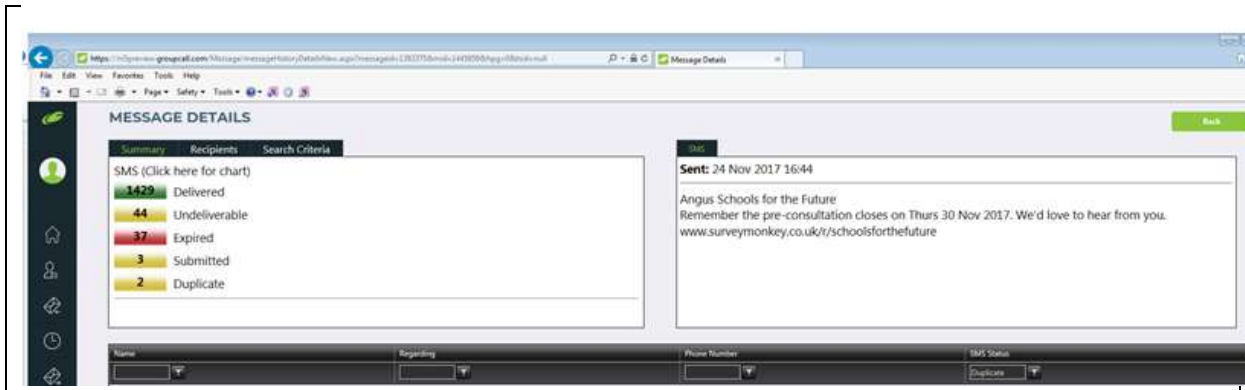 groupcall.com
Message Details
File Edit View Favorites Tools Help
Page Safety Tools
MESSAGE DETAILS
Back
Summary Recipients Search Criteria
SMS (Click here for chart)
1429 Delivered
44 Undeliverable
37 Expired
3 Submitted
2 Duplicate
SMS
Sent: 24 Nov 2017 16:44
Angus Schools for the Future
Remember the pre-consultation closes on Thurs 30 Nov 2017. We'd love to hear from you.
www.surveymonkey.co.uk/r/schoolsforthefuture
Name Regarding Phone Number SMS Status
Duplicate